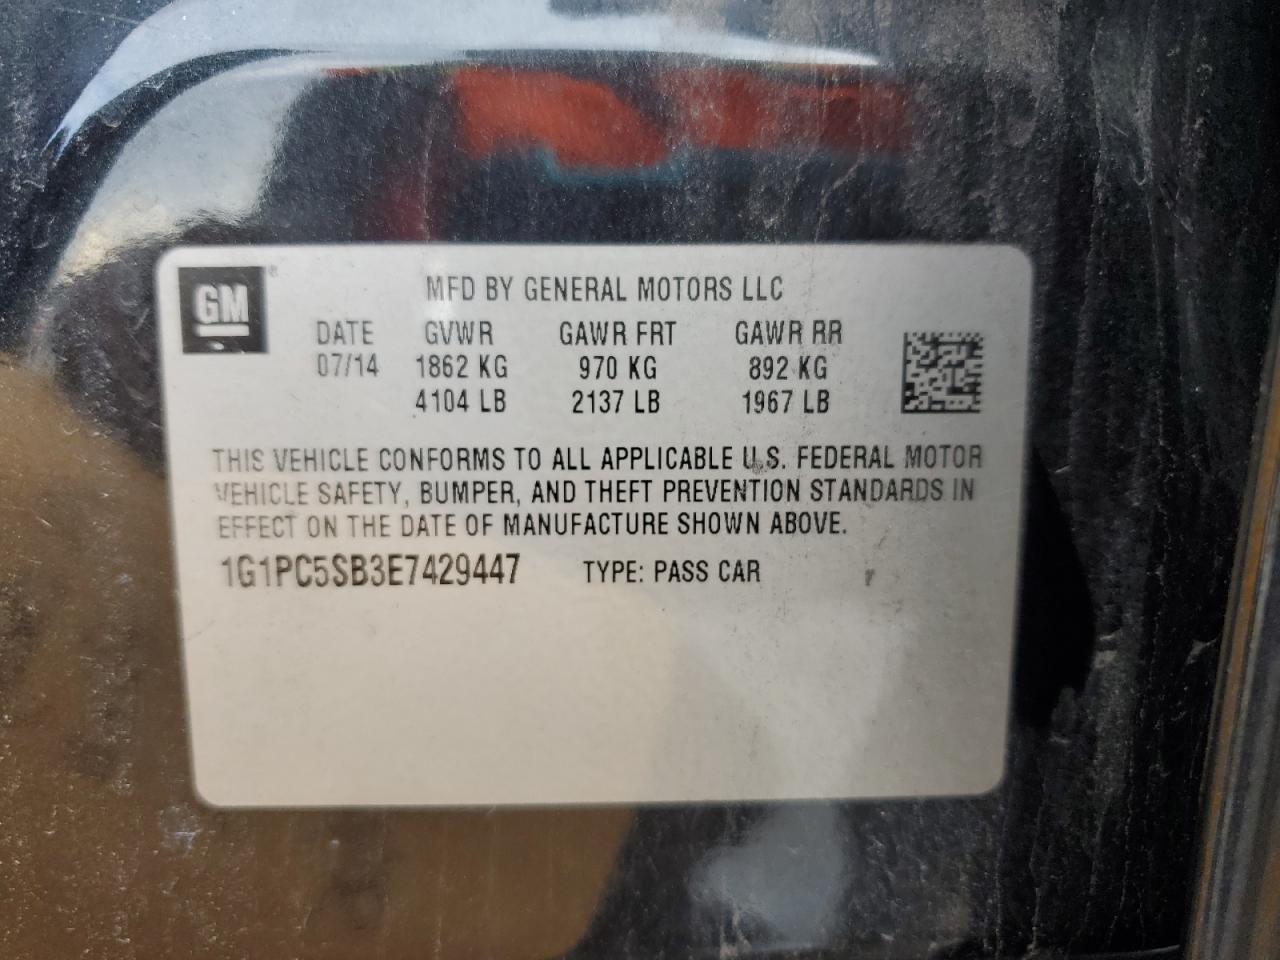 GM ®
MFD BY GENERAL MOTORS LLC
DATE GVWR GAWR FRT GAWR RR
07/14 1862 KG 970 KG 892 KG
4104 LB 2137 LB 1967 LB
THIS VEHICLE CONFORMS TO ALL APPLICABLE U.S. FEDERAL MOTOR
VEHICLE SAFETY, BUMPER, AND THEFT PREVENTION STANDARDS IN
EFFECT ON THE DATE OF MANUFACTURE SHOWN ABOVE.
1G1PC5SB3E7429447 TYPE: PASS CAR